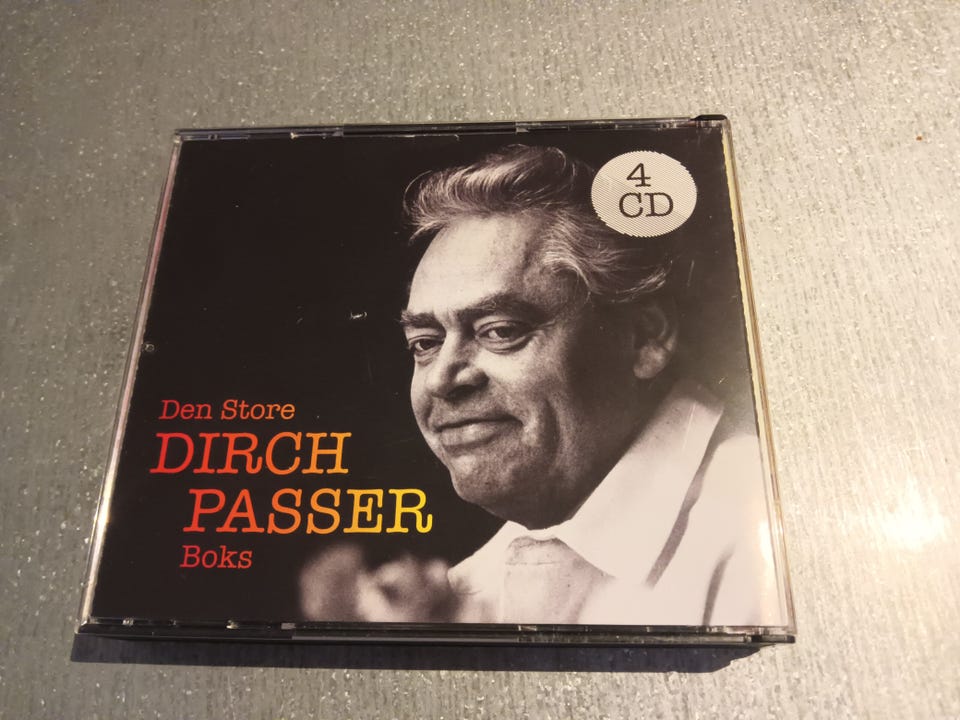 4
CD
Den Store
DIRCH
PASSER
Boks